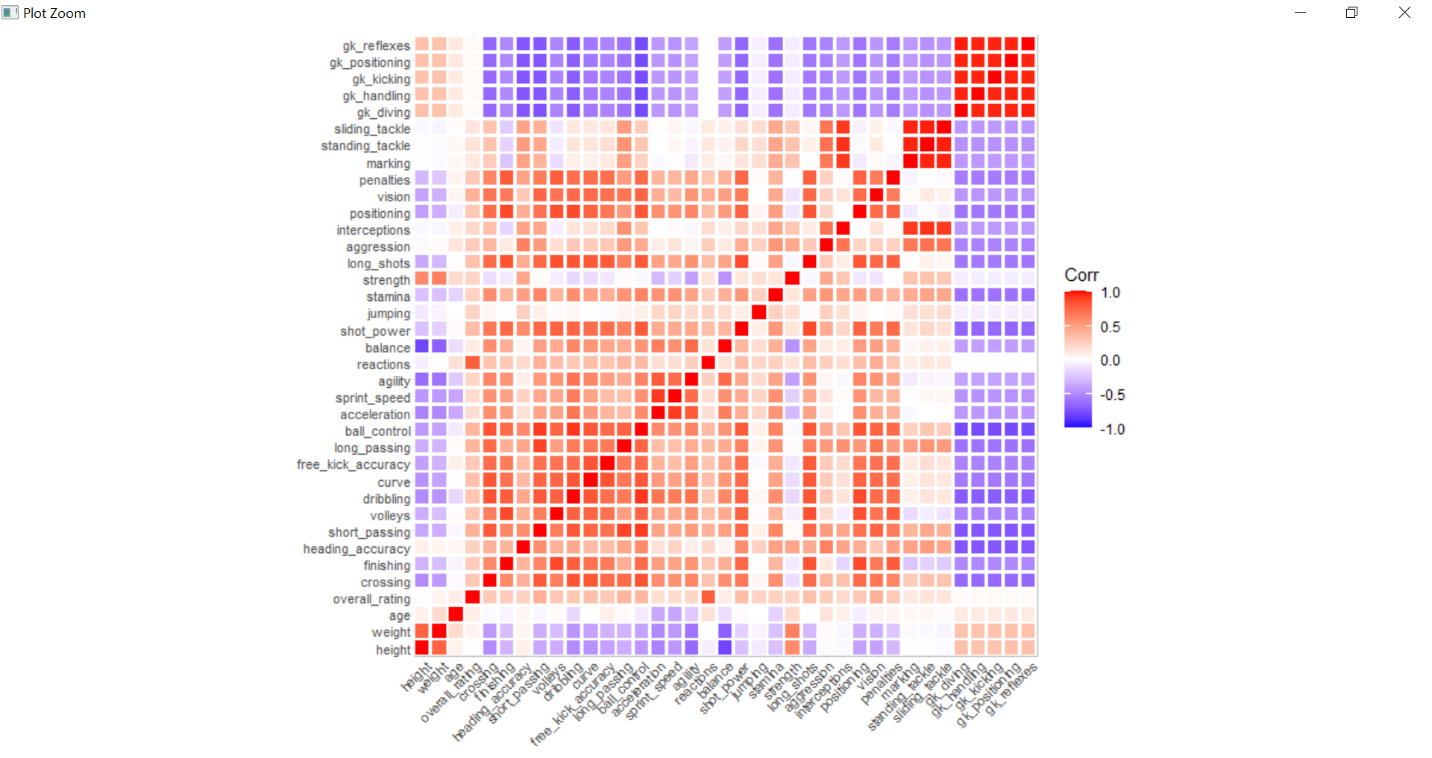 Plot Zoom
gk_reflexes
gk_positioning
gk_kicking
gk_handling
gk_diving
sliding_tackle
standing_tackle
marking
penalties
vision
positioning
interceptions
aggression
long_shots
strength
stamina
jumping
shot_power
balance
reactions
agility
sprint_speed
acceleration
ball_control
long_passing
free_kick_accuracy
curve
dribbling
volleys
short_passing
heading_accuracy
finishing
crossing
overall_rating
age
weight
height
height
weight
age
overall_rating
crossing
finishing
heading_accuracy
short_passing
volleys
dribbling
curve
free_kick_accuracy
long_passing
ball_control
acceleration
sprint_speed
agility
reactions
balance
shot_power
jumping
stamina
strength
long_shots
aggression
interceptions
positioning
vision
penalties
marking
standing_tackle
sliding_tackle
gk_diving
gk_handling
gk_kicking
gk_positioning
gk_reflexes
Corr
1.0
0.5
0.0
-0.5
-1.0